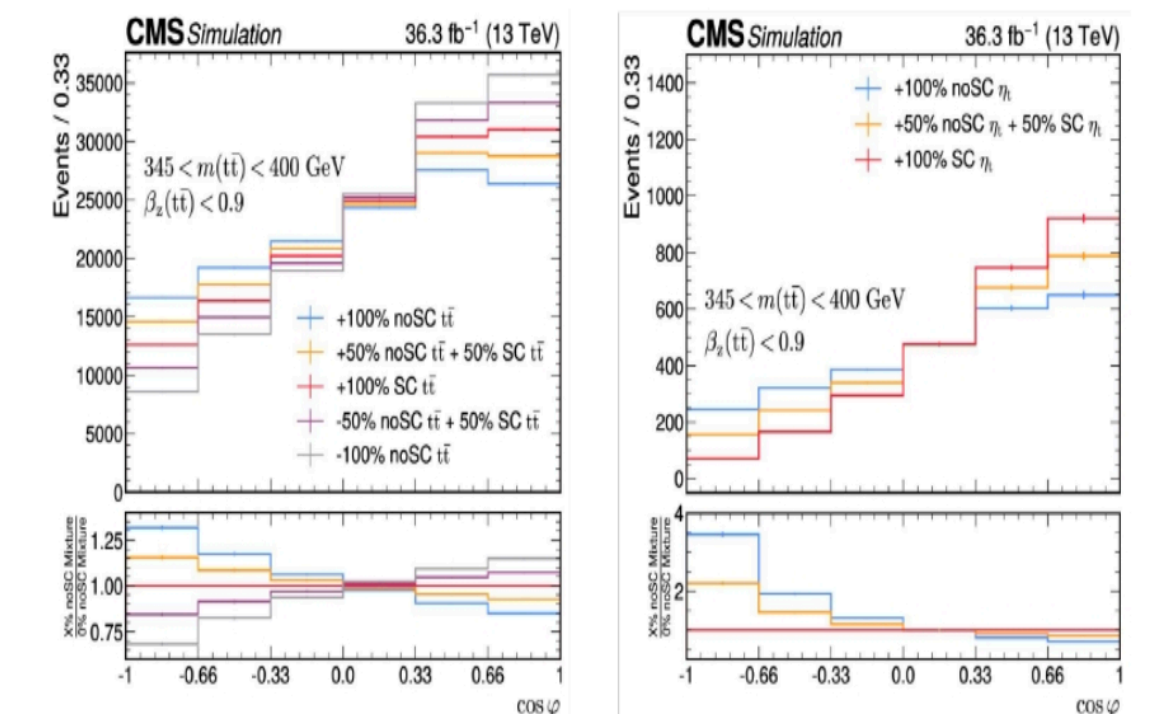 CMS Simulation 36.3 fb⁻¹ (13 TeV)
Events / 0.33
35000
30000
25000
20000
15000
10000
5000
0
345 < m(tt̄) < 400 GeV
β_z(tt̄) < 0.9
+100% noSC tt̄
+50% noSC tt̄ + 50% SC tt̄
+100% SC tt̄
-50% noSC tt̄ + 50% SC tt̄
-100% noSC tt̄
X% noSC Mixture
0% noSC Mixture
1.25
1.00
0.75
-1 -0.66 -0.33 0.0 0.33 0.66 1
cos φ
CMS Simulation 36.3 fb⁻¹ (13 TeV)
Events / 0.33
1400
1200
1000
800
600
400
200
0
+100% noSC η_t
+50% noSC η_t + 50% SC η_t
+100% SC η_t
345 < m(tt̄) < 400 GeV
β_z(tt̄) < 0.9
X% noSC Mixture
0% noSC Mixture
4
2
-1 -0.66 -0.33 0.0 0.33 0.66 1
cos φ